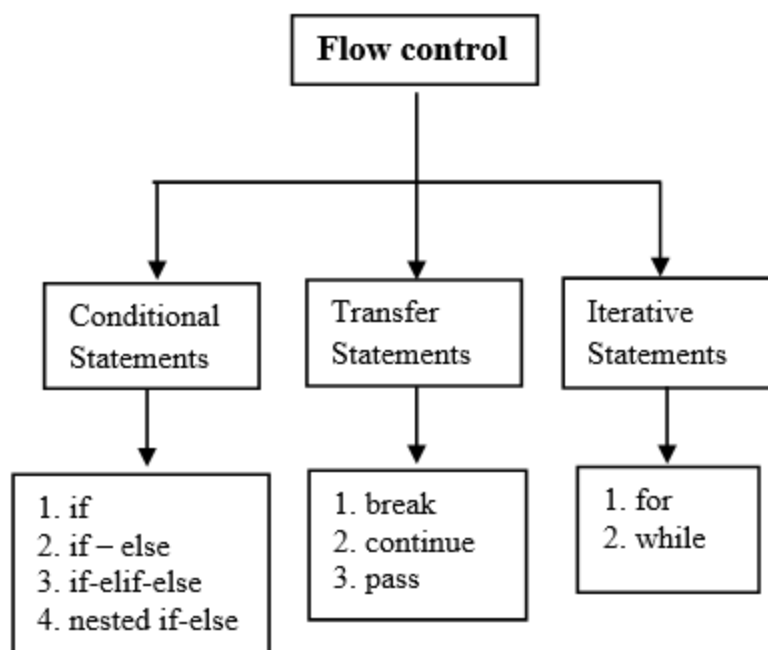 Flow control
Conditional
Statements
Transfer
Statements
Iterative
Statements
1. if
2. if – else
3. if-elif-else
4. nested if-else
1. break
2. continue
3. pass
1. for
2. while